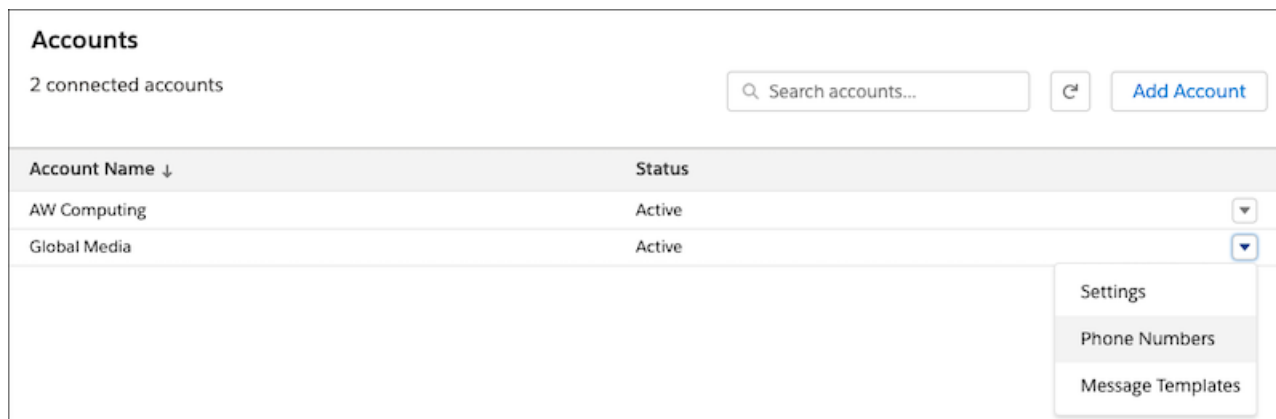 Accounts
2 connected accounts
Search accounts...
Add Account
Account Name ↓ Status
AW Computing Active
Global Media Active
Settings
Phone Numbers
Message Templates